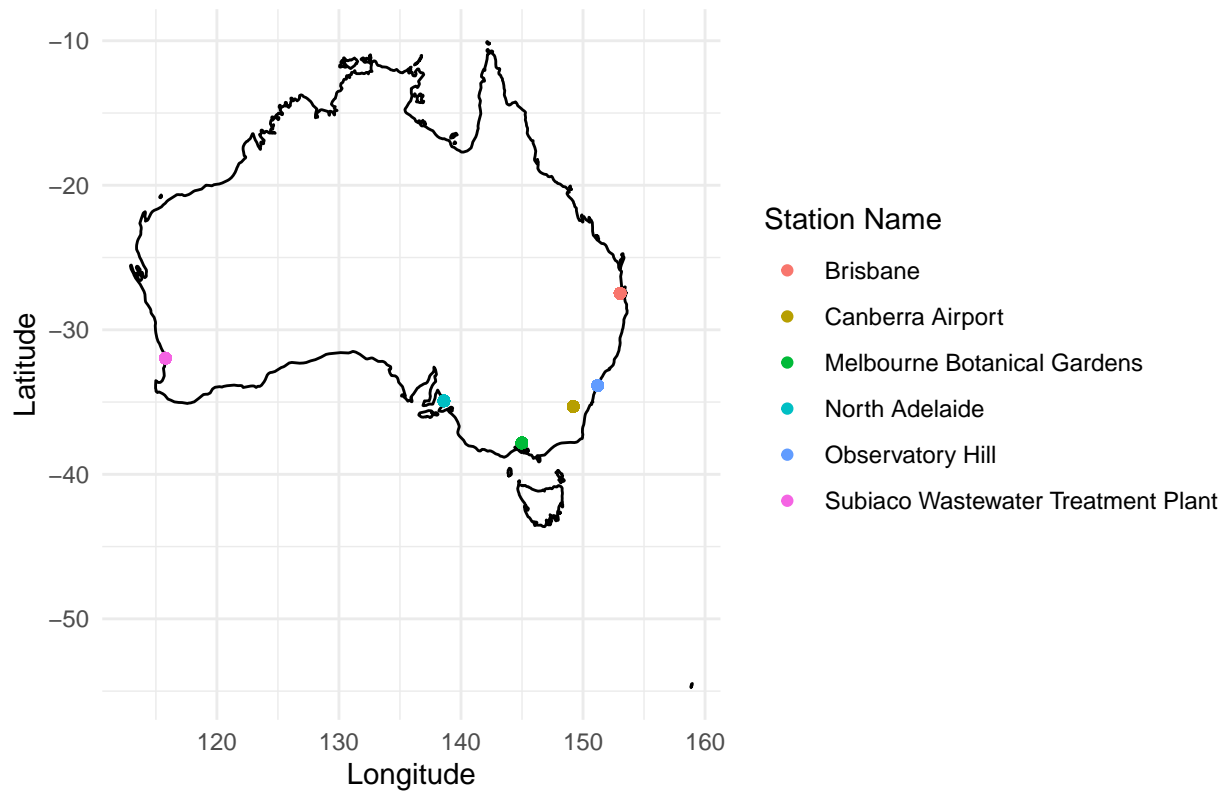 −10
−20
−30
−40
−50
Latitude
120
130
140
150
160
Longitude
Station Name
Brisbane
Canberra Airport
Melbourne Botanical Gardens
North Adelaide
Observatory Hill
Subiaco Wastewater Treatment Plant